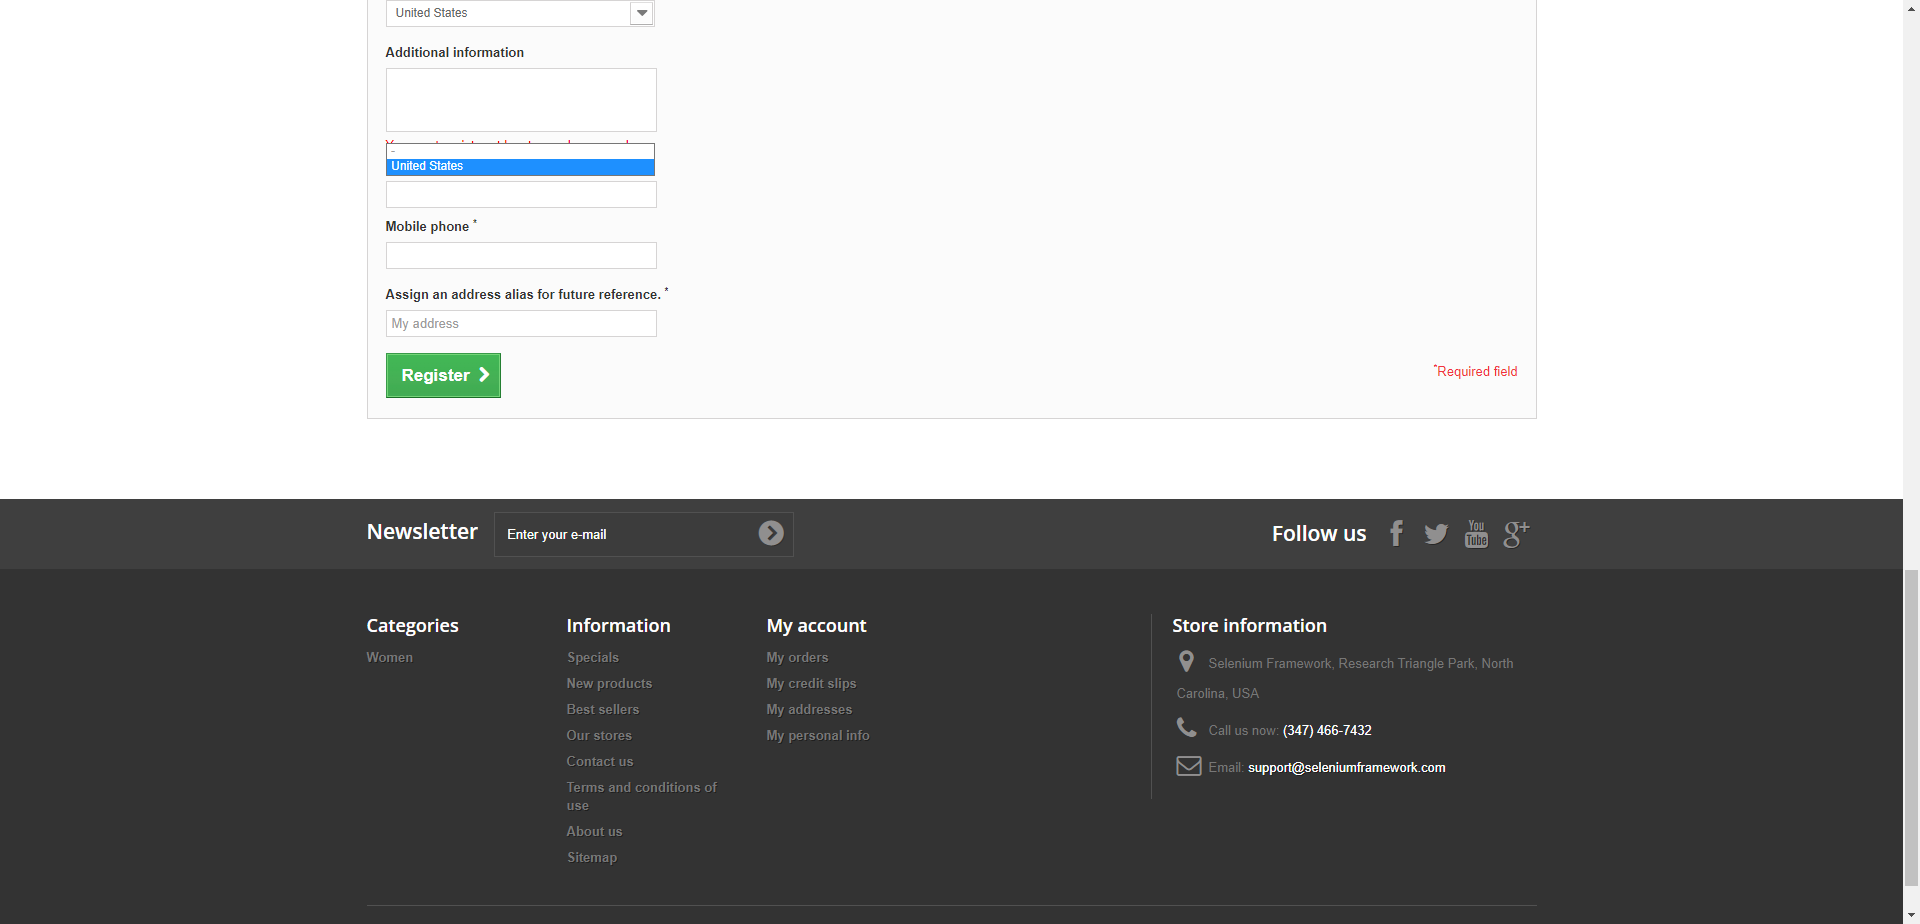 United States
Additional information
-
United States
Mobile phone *
Assign an address alias for future reference. *
My address
Register
*Required field
Newsletter
Enter your e-mail
Follow us
You
Tube
g+
Categories
Women
Information
Specials
New products
Best sellers
Our stores
Contact us
Terms and conditions of
use
About us
Sitemap
My account
My orders
My credit slips
My addresses
My personal info
Store information
Selenium Framework, Research Triangle Park, North
Carolina, USA
Call us now: (347) 466-7432
Email: support@seleniumframework.com